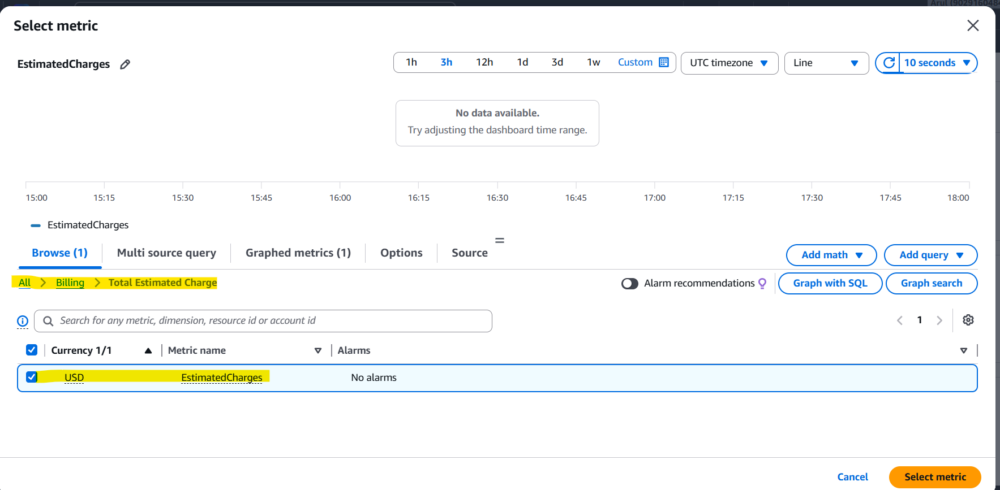 Arul (9029160484
Select metric
EstimatedCharges
1h 3h 12h 1d 3d 1w Custom UTC timezone Line 10 seconds
No data available.
Try adjusting the dashboard time range.
15:00 15:15 15:30 15:45 16:00 16:15 16:30 16:45 17:00 17:15 17:30 17:45 18:00
EstimatedCharges
Browse (1) Multi source query Graphed metrics (1) Options Source Add math Add query
All > Billing > Total Estimated Charge Alarm recommendations Graph with SQL Graph search
Search for any metric, dimension, resource id or account id 1
Currency 1/1 Metric name Alarms
USD EstimatedCharges No alarms
Cancel Select metric